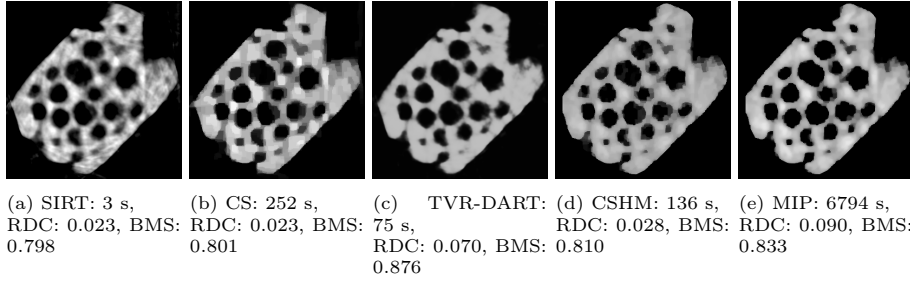 (a) SIRT: 3 s,
RDC: 0.023, BMS:
0.798
(b) CS: 252 s,
RDC: 0.023, BMS:
0.801
(c) TVR-DART:
75 s,
RDC: 0.070, BMS:
0.876
(d) CSHM: 136 s,
RDC: 0.028, BMS:
0.810
(e) MIP: 6794 s,
RDC: 0.090, BMS:
0.833